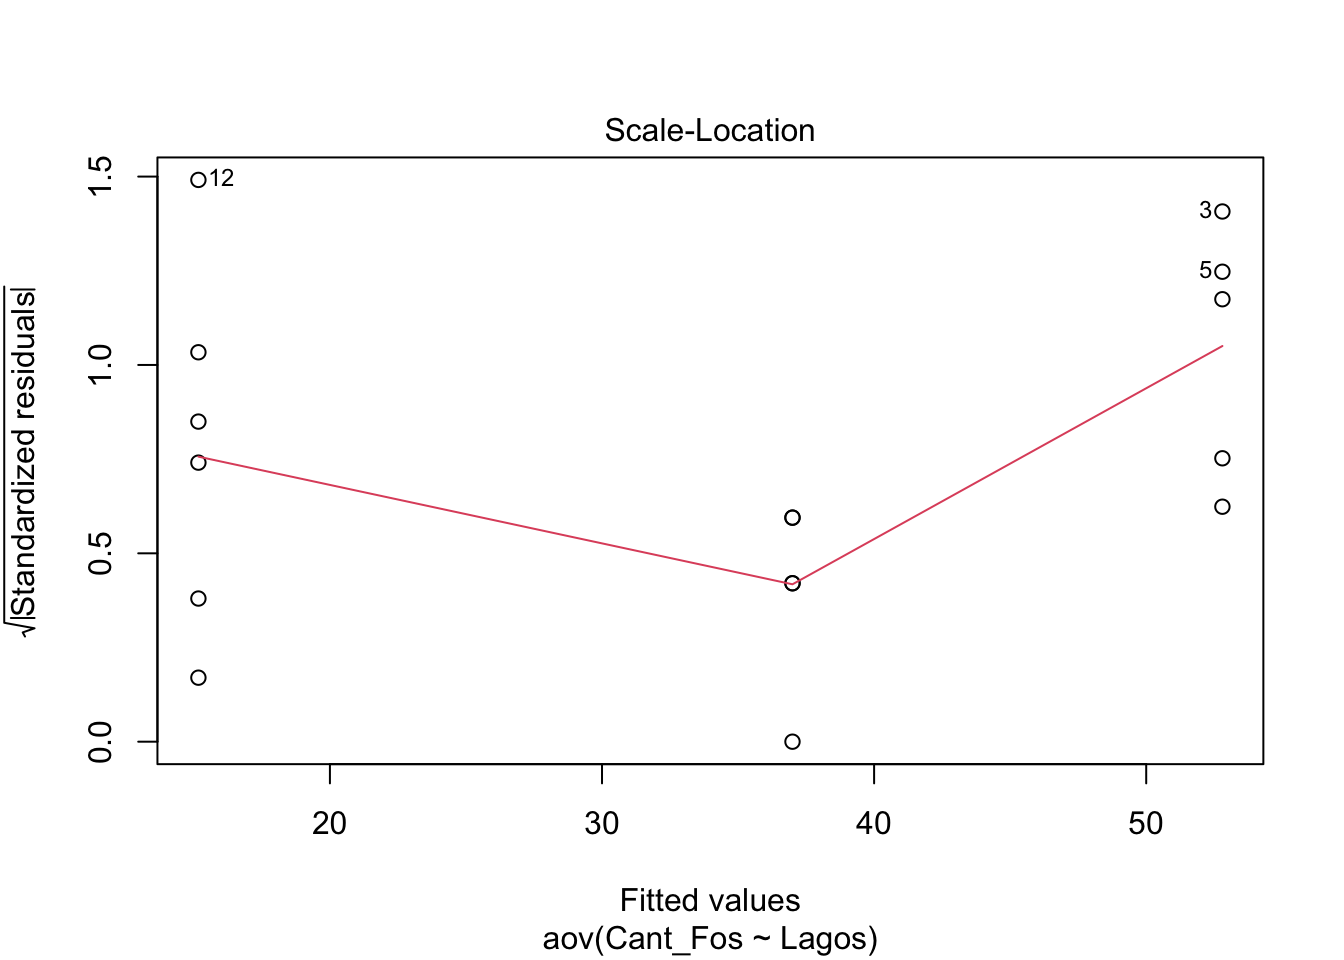 Scale-Location
√|Standardized residuals|
1.5
1.0
0.5
0.0
12
3
5
20 30 40 50
Fitted values
aov(Cant_Fos ~ Lagos)